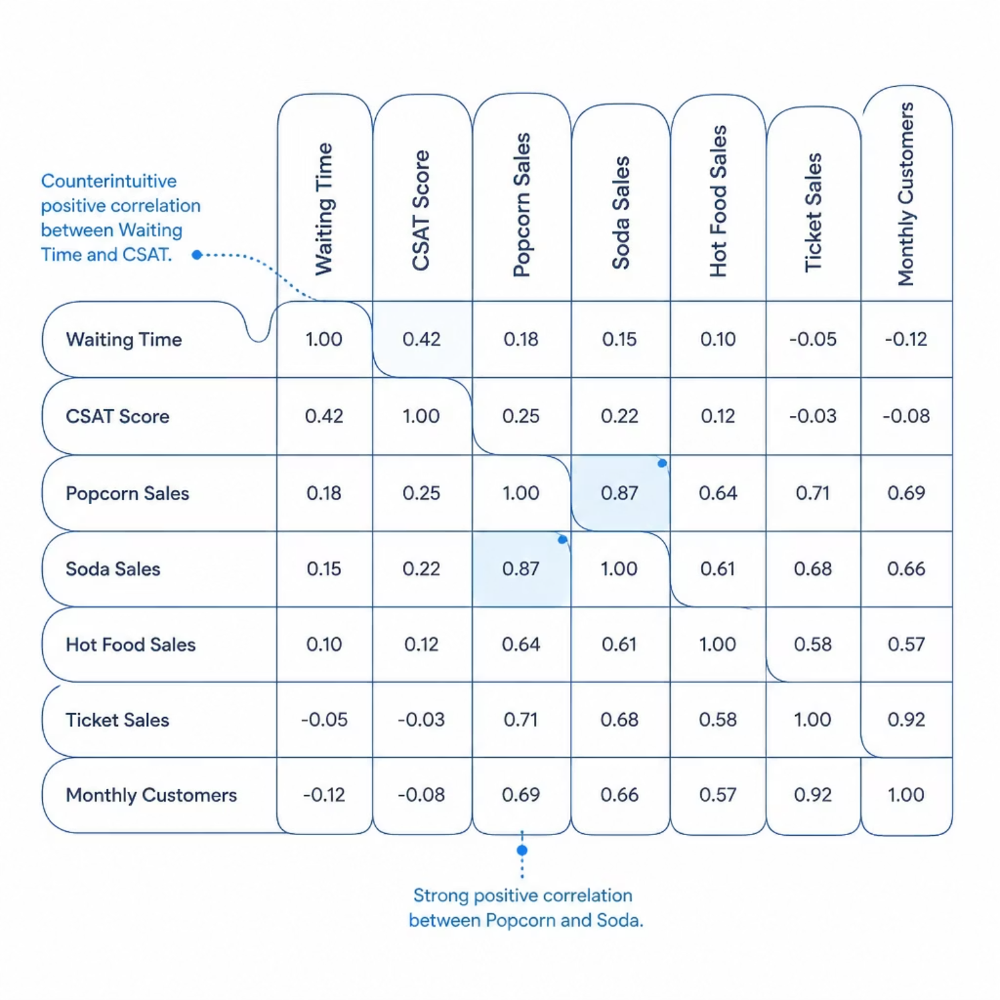 Counterintuitive
positive correlation
between Waiting
Time and CSAT.
Waiting Time CSAT Score Popcorn Sales Soda Sales Hot Food Sales Ticket Sales Monthly Customers
Waiting Time 1.00 0.42 0.18 0.15 0.10 -0.05 -0.12
CSAT Score 0.42 1.00 0.25 0.22 0.12 -0.03 -0.08
Popcorn Sales 0.18 0.25 1.00 0.87 0.64 0.71 0.69
Soda Sales 0.15 0.22 0.87 1.00 0.61 0.68 0.66
Hot Food Sales 0.10 0.12 0.64 0.61 1.00 0.58 0.57
Ticket Sales -0.05 -0.03 0.71 0.68 0.58 1.00 0.92
Monthly Customers -0.12 -0.08 0.69 0.66 0.57 0.92 1.00
Strong positive correlation
between Popcorn and Soda.